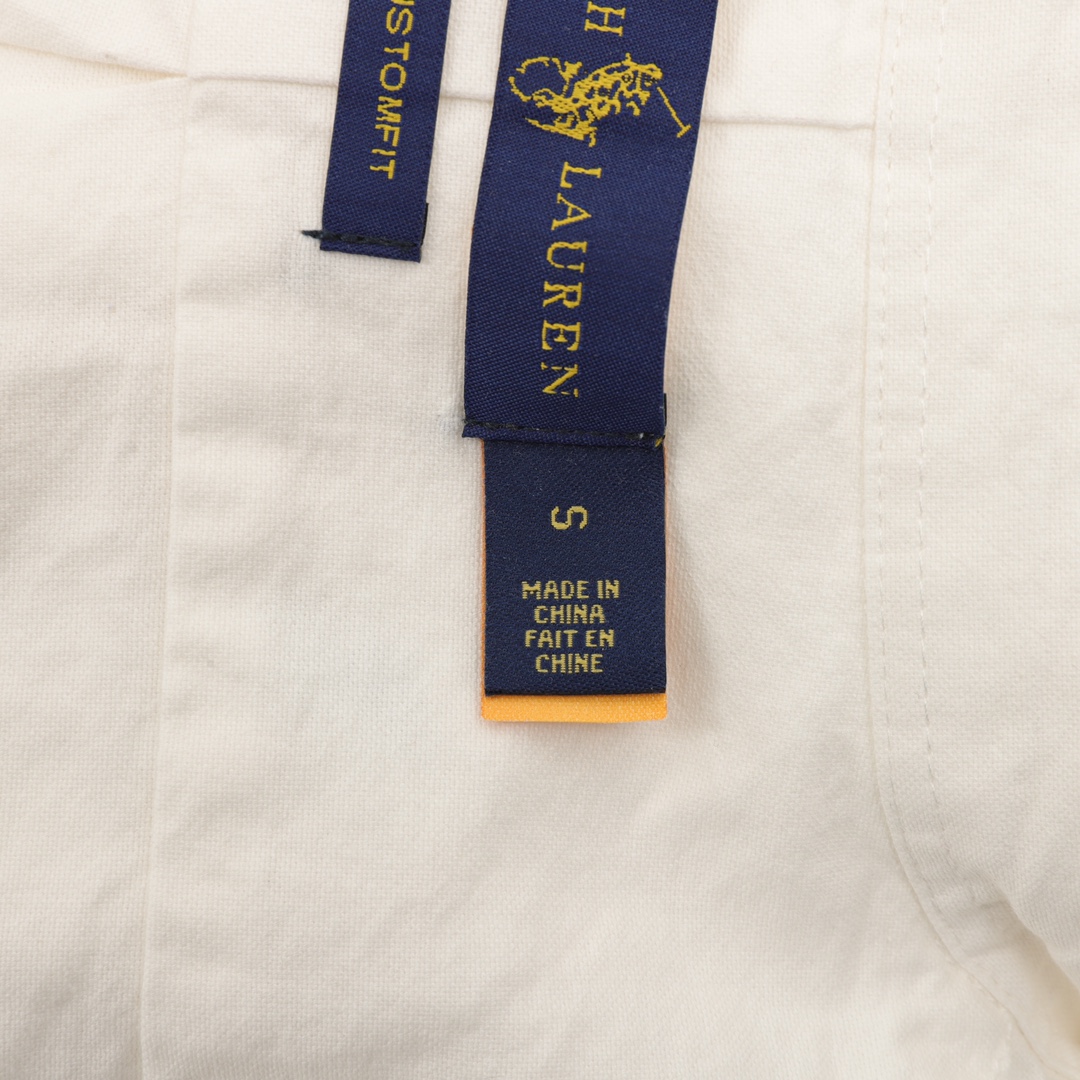 USTOMFIT
H LAUREN
S
MADE IN
CHINA
FAIT EN
CHINE